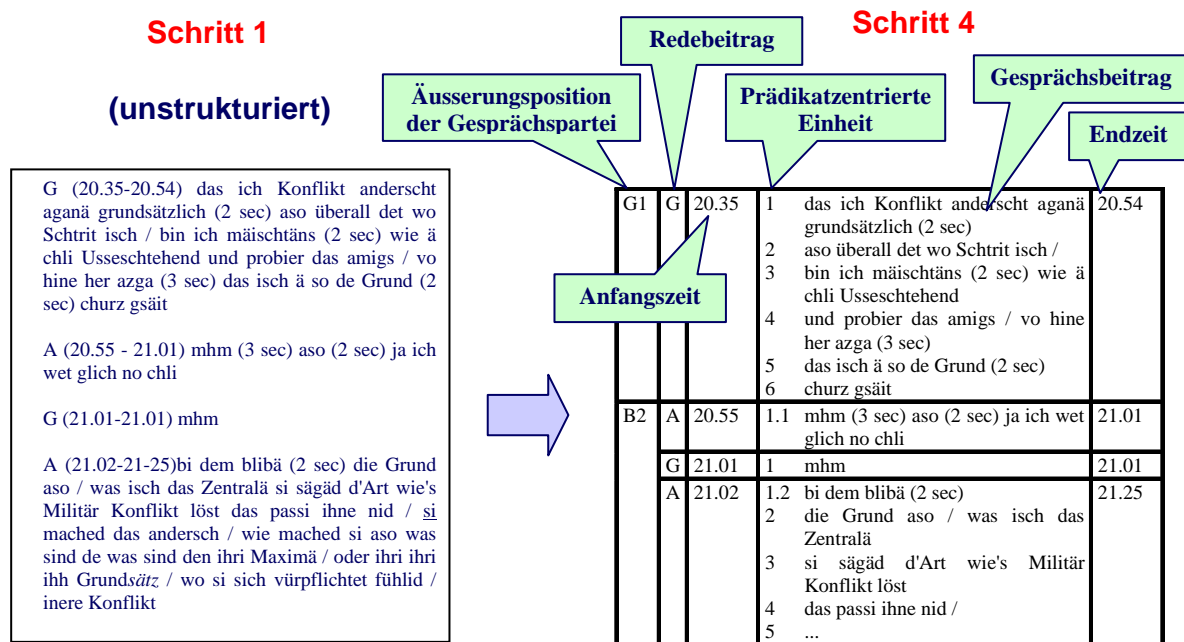 Schritt 1
(unstrukturiert)
G (20.35-20.54) das ich Konflikt anderscht
aganä grundsätzlich (2 sec) aso überall det wo
Schtrit isch / bin ich mäischtäns (2 sec) wie ä
chli Usseschtehend und probier das amigs / vo
hine her azga (3 sec) das isch ä so de Grund (2
sec) churz gsäit
A (20.55 - 21.01) mhm (3 sec) aso (2 sec) ja ich
wet glich no chli
G (21.01-21.01) mhm
A (21.02-21-25)bi dem blibä (2 sec) die Grund
aso / was isch das Zentralä si sägäd d'Art wie's
Militär Konflikt löst das passi ihne nid / si
mached das andersch / wie mached si aso was
sind de was sind den ihri Maximä / oder ihri ihri
ihh Grundsätz / wo si sich vürpflichtet fühlid /
inere Konflikt
Schritt 4
Redebeitrag
Äusserungsposition
der Gesprächspartei
Prädikatzentrierte
Einheit
Gesprächsbeitrag
Endzeit
Anfangszeit
G1 G 20.35 1 das ich Konflikt anderscht aganä 20.54
grundsätzlich (2 sec)
2 aso überall det wo Schtrit isch /
3 bin ich mäischtäns (2 sec) wie ä
chli Usseschtehend
4 und probier das amigs / vo hine
her azga (3 sec)
5 das isch ä so de Grund (2 sec)
6 churz gsäit
B2 A 20.55 1.1 mhm (3 sec) aso (2 sec) ja ich wet 21.01
glich no chli
G 21.01 1 mhm 21.01
A 21.02 1.2 bi dem blibä (2 sec) 21.25
2 die Grund aso / was isch das
Zentralä
3 si sägäd d'Art wie's Militär
Konflikt löst
4 das passi ihne nid /
5 ...